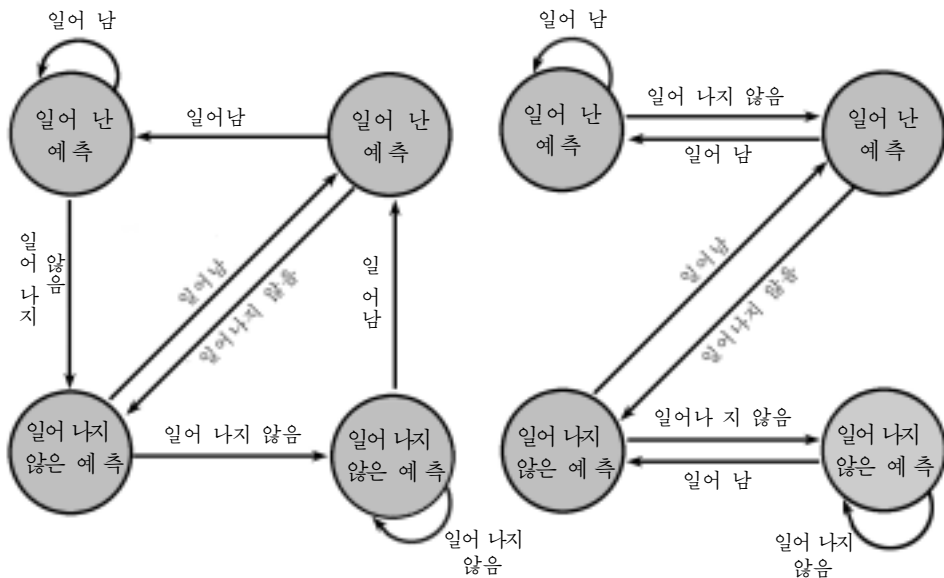 일어 남
일어 난
예측
일어남
일어 난
예측
일어 나지
않음
일어남
일어나지 않음
일 어남
일어 나지
않은 예측
일어 나지 않음
일어 나지
않은 예측
일어 나지
않음
일어 남
일어 난
예측
일어 나지 않음
일어 남
일어 난
예측
일어남
일어나지 않음
일어 나지
않은 예측
일어나 지 않음
일어 남
일어 나지
않은 예측
일어 나지
않음